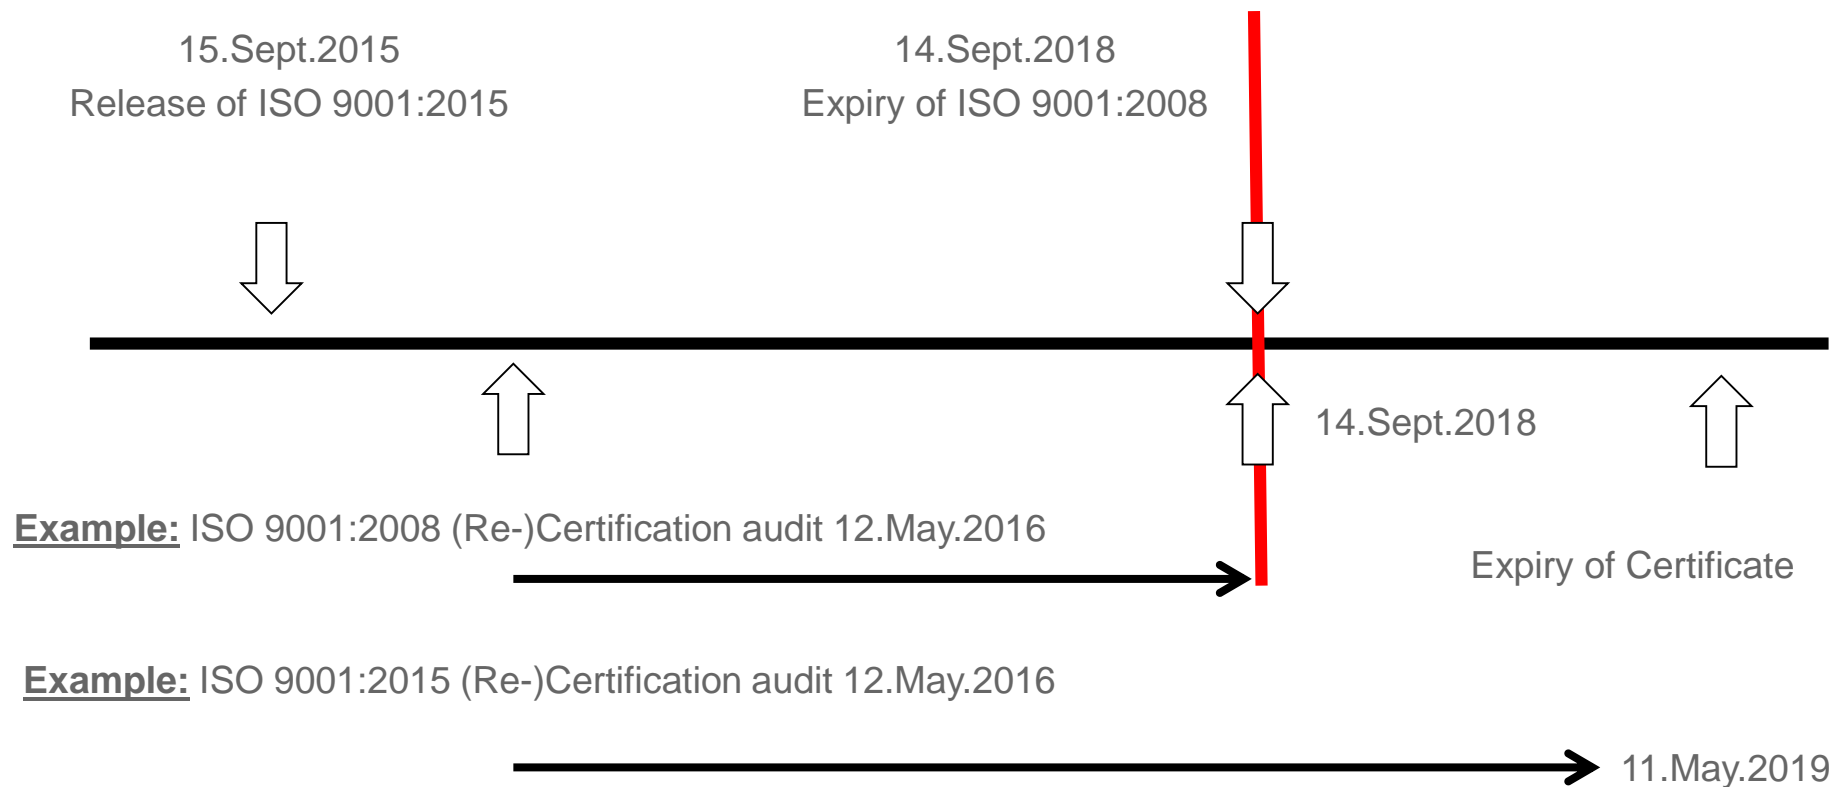 15.Sept.2015
Release of ISO 9001:2015
14.Sept.2018
Expiry of ISO 9001:2008
14.Sept.2018
Example: ISO 9001:2008 (Re-)Certification audit 12.May.2016
Expiry of Certificate
Example: ISO 9001:2015 (Re-)Certification audit 12.May.2016
11.May.2019